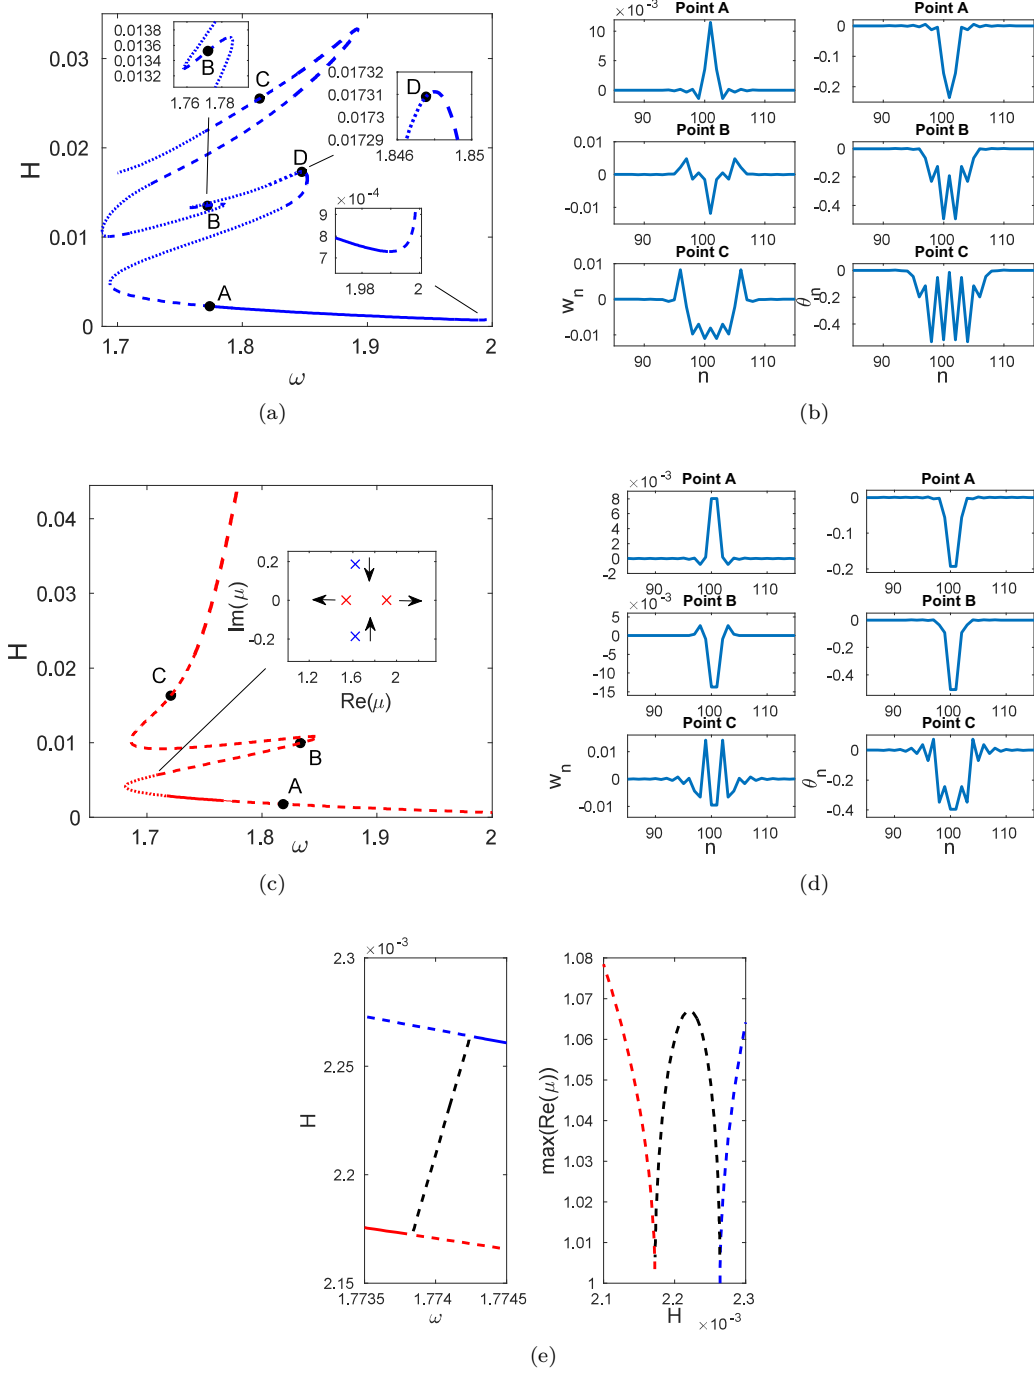 0.03
0.02
0.01
0
H
1.7
1.8
1.9
2
ω
A
B
C
D
0.0138
0.0136
0.0134
0.0132
B
1.76 1.78
D
0.01732
0.01731
0.0173
0.01729
1.846 1.85
×10⁻⁴
9
8
7
1.98 2
(a)
×10⁻³ Point A
10
5
0
90 100 110
Point A
0
-0.1
-0.2
90 100 110
Point B
0.01
0
-0.01
90 100 110
Point B
0
-0.2
-0.4
90 100 110
Point C
0.01
0
-0.01
wₙ
90 100 110
n
Point C
0
-0.2
-0.4
θₙ
90 100 110
n
(b)
0.04
0.03
0.02
0.01
0
H
1.7 1.8 1.9 2
ω
A
B
C
0.2
0
-0.2
Im(μ)
1.2 1.6 2
Re(μ)
(c)
×10⁻³ Point A
8
6
4
2
0
-2
90 100 110
Point A
0
-0.1
-0.2
90 100 110
×10⁻³ Point B
5
0
-5
-10
-15
90 100 110
Point B
0
-0.2
-0.4
90 100 110
Point C
0.01
0
-0.01
wₙ
90 100 110
n
Point C
0
-0.2
-0.4
θₙ
90 100 110
n
(d)
×10⁻³
2.3
2.25
2.2
2.15
H
1.7735 1.774 1.7745
ω
1.08
1.07
1.06
1.05
1.04
1.03
1.02
1.01
1
max(Re(μ))
2.1 2.2 2.3
H ×10⁻³
(e)